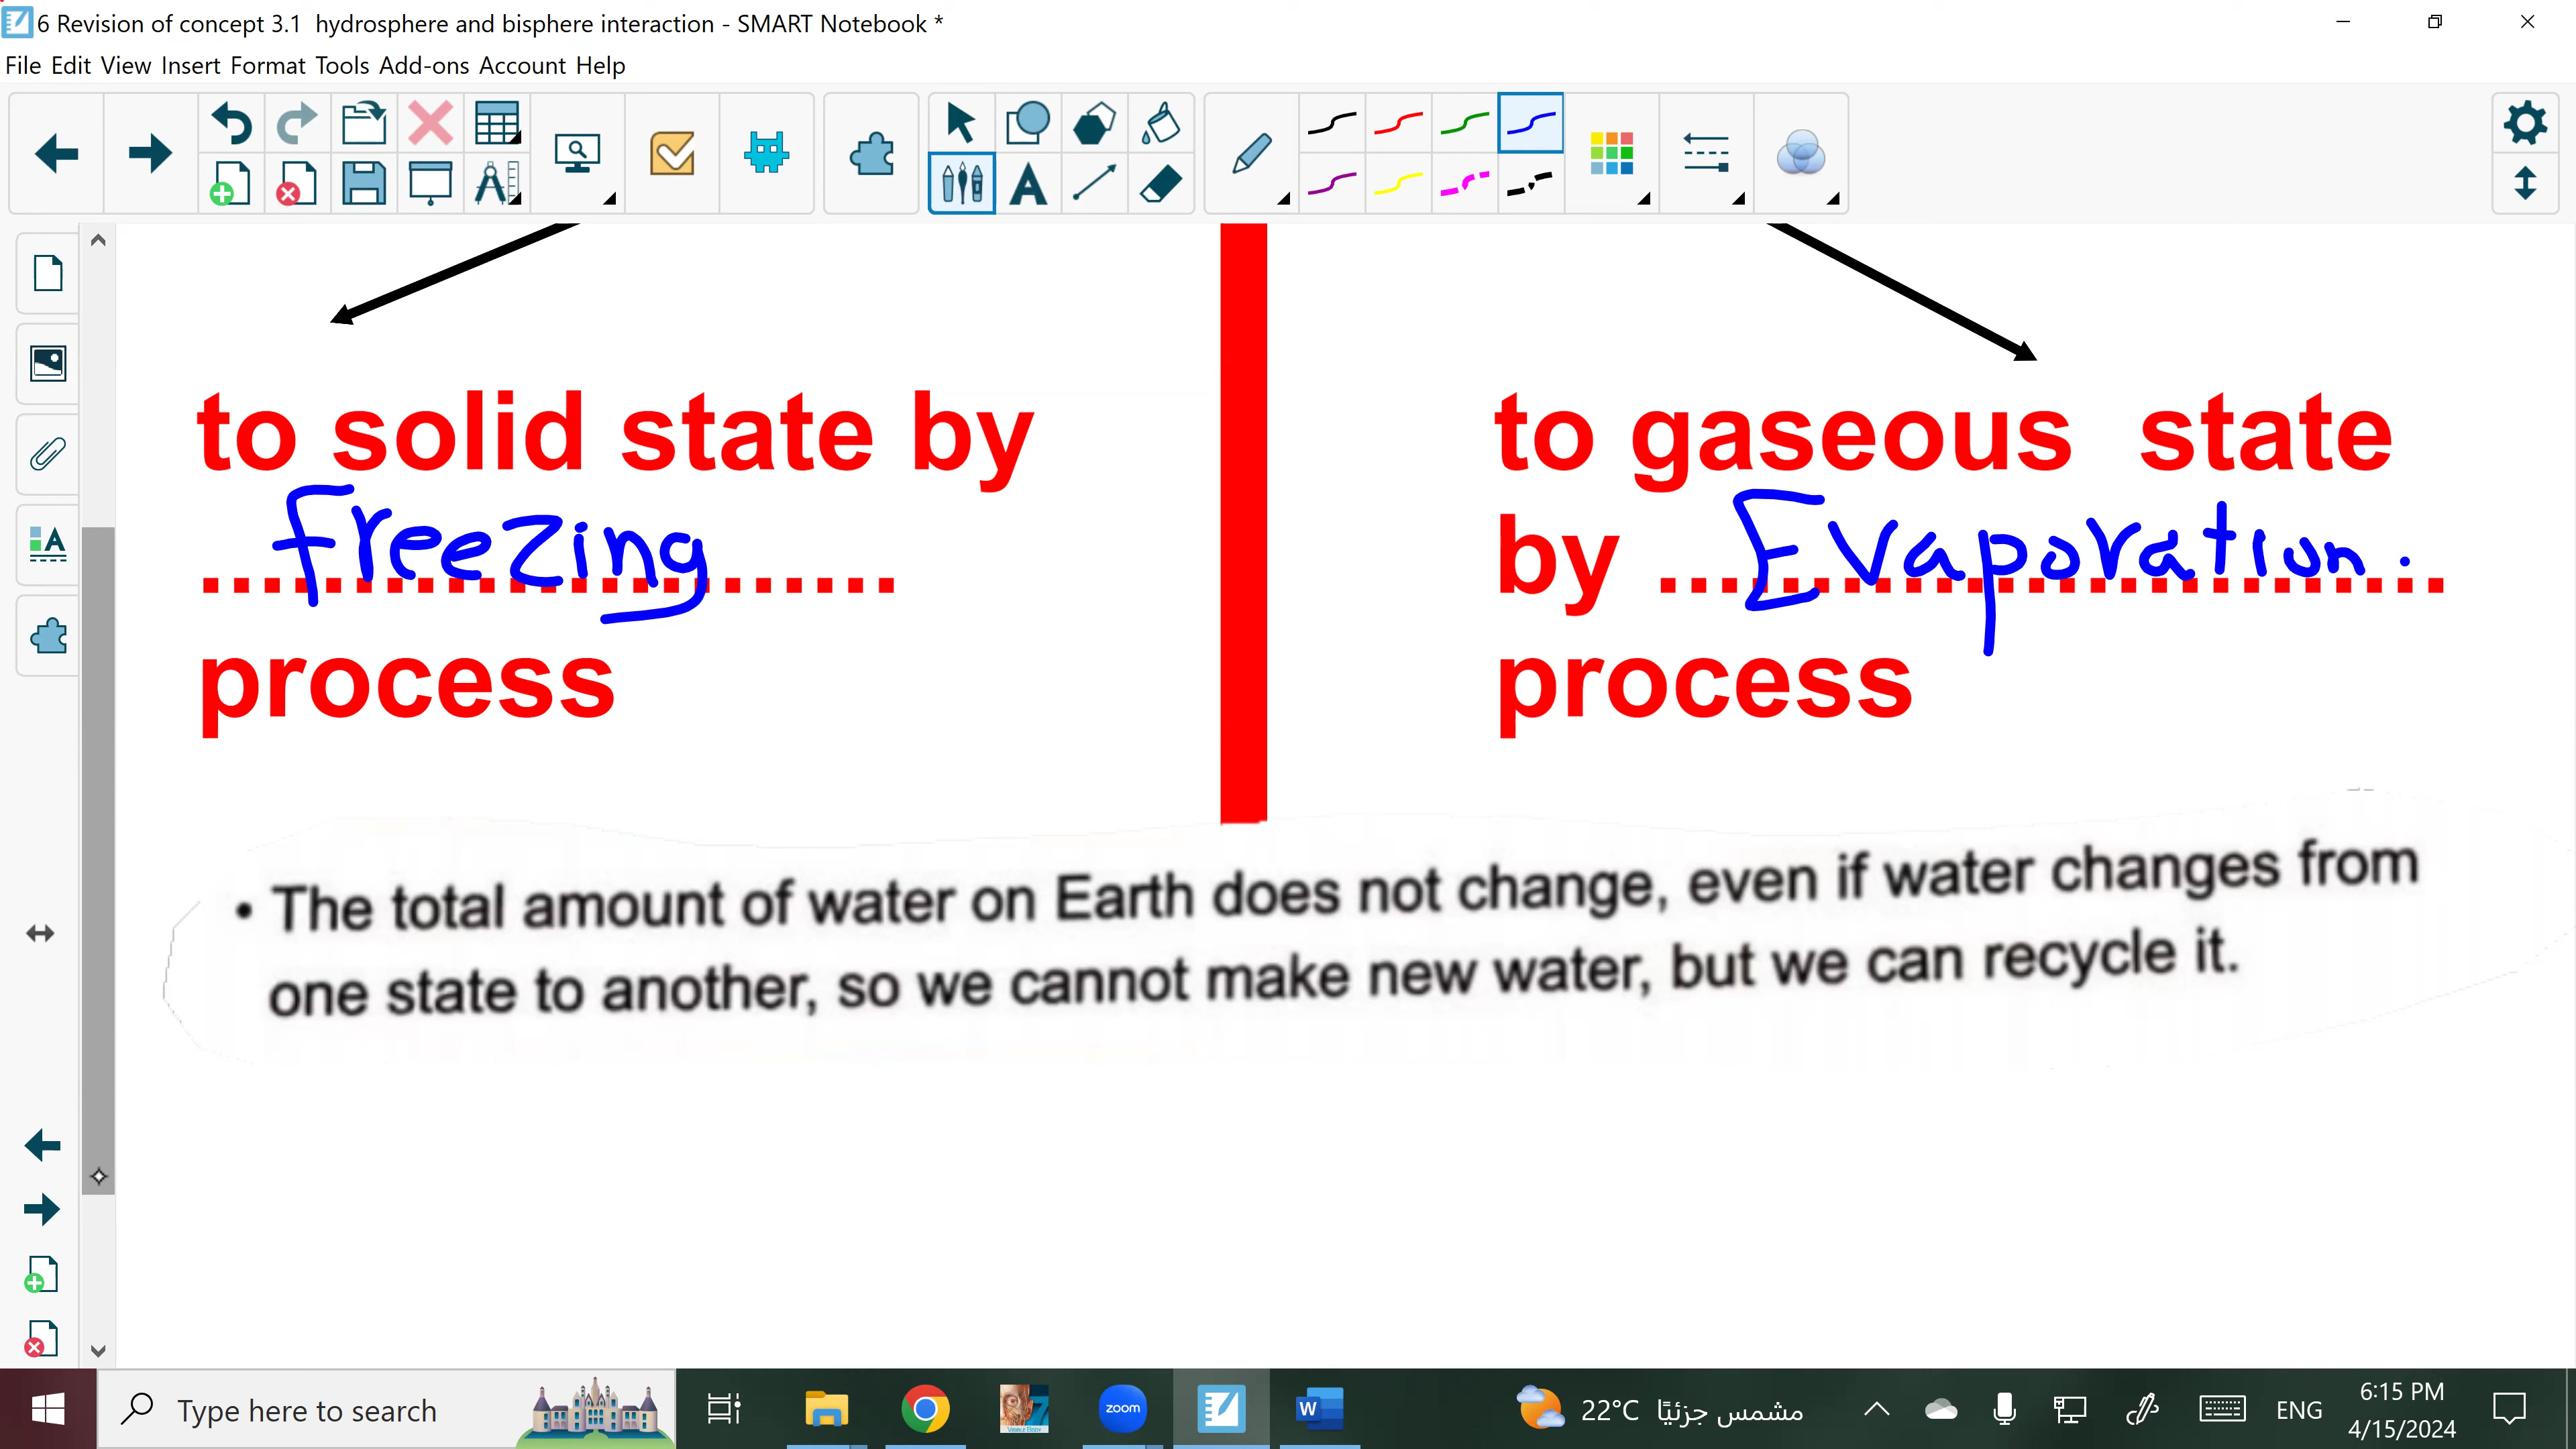 6 Revision of concept 3.1  hydrosphere and bisphere interaction - SMART Notebook *
File Edit View Insert Format Tools Add-ons Account Help
to solid state by
freezing
....................
process
to gaseous  state
by Evaporation.
process
• The total amount of water on Earth does not change, even if water changes from
one state to another, so we cannot make new water, but we can recycle it.
Type here to search
zoom
W
22°C مشمس جزئيًا
ENG
6:15 PM
4/15/2024